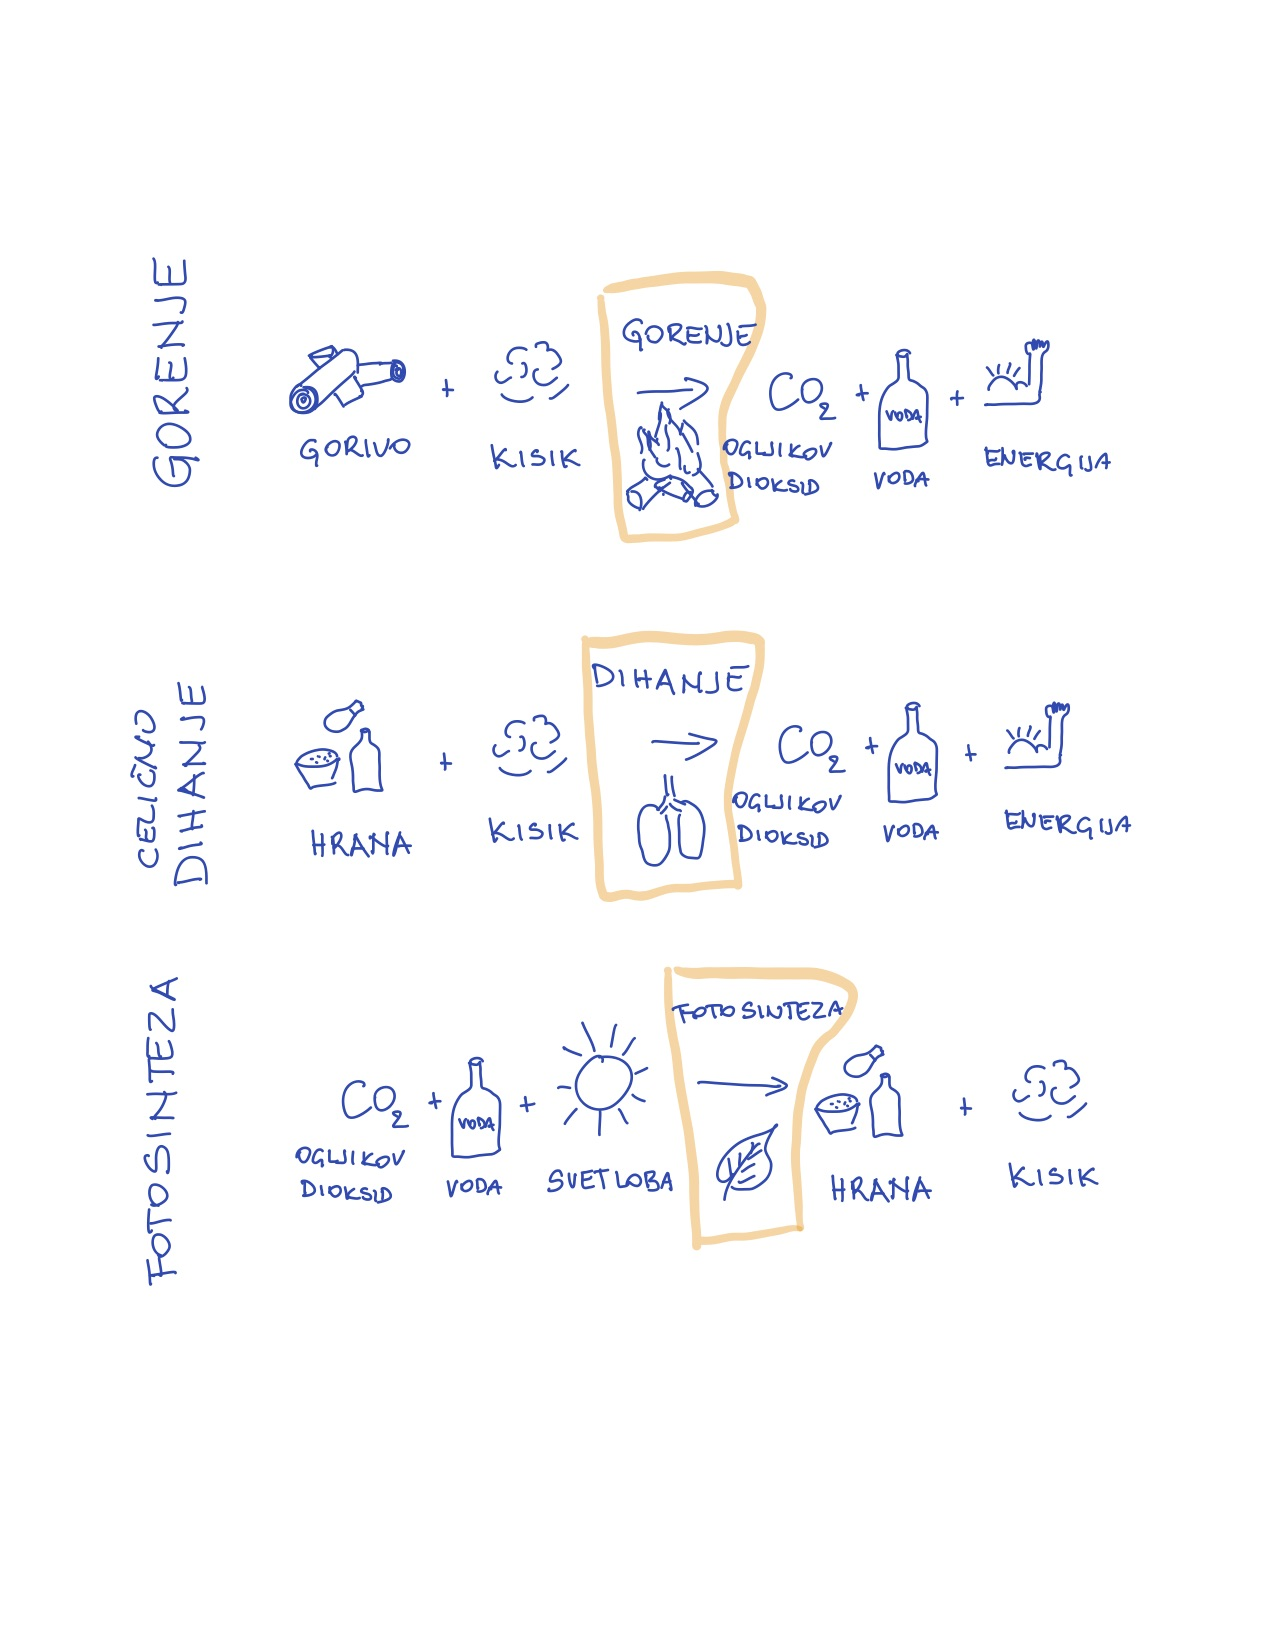 GORENJE
GORENJE
+
CO2 + VODA +
GORIVO
KISIK
OGLJIKOV
DIOKSID
VODA
ENERGIJA
CELIČNO
DIHANJE
DIHANJE
+
CO2 + VODA +
HRANA
KISIK
OGLJIKOV
DIOKSID
VODA
ENERGIJA
FOTOSINTEZA
FOTOSINTEZA
CO2 + VODA +
+
OGLJIKOV
DIOKSID
VODA
SVETLOBA
HRANA
KISIK